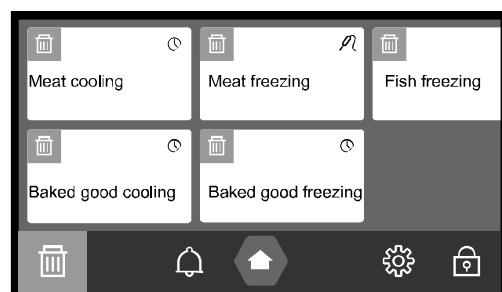 Meat cooling
Meat freezing
Fish freezing
Baked good cooling
Baked good freezing